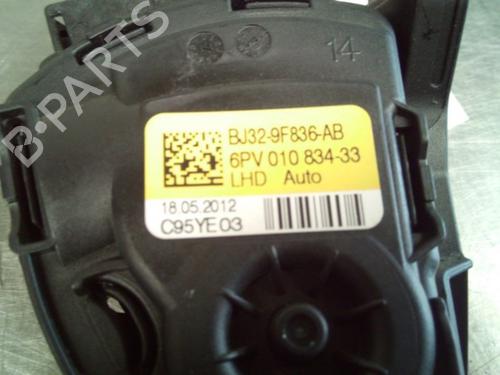 14
BJ32-9F836-AB
6PV 010 834-33
LHD Auto
18.05.2012
C95YE03
B-PARTS